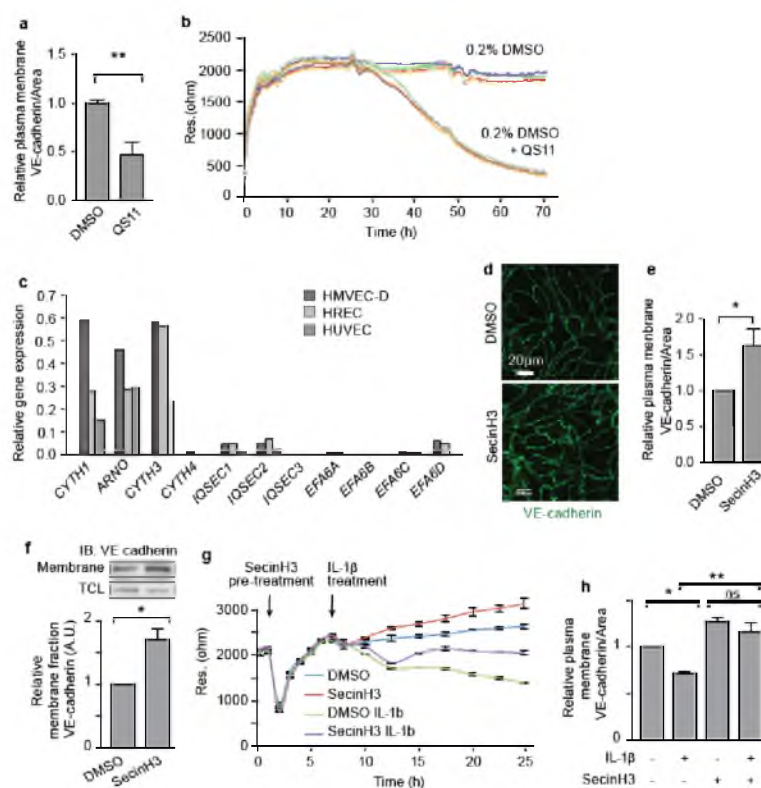 a
**
Relative plasma membrane
VE-cadherin/Area
1.5
1.0
0.5
0.0
DMSO
QS11
b
Res.(ohm)
2500
2000
1500
1000
500
0
0.2% DMSO
0.2% DMSO
+ QS11
0 10 20 30 40 50 60 70
Time (h)
c
Relative gene expression
0.7
0.6
0.5
0.4
0.3
0.2
0.1
0.0
HMVEC-D
HREC
HUVEC
CYTH1
ARNO
CYTH3
CYTH4
IQSEC1
IQSEC2
IQSEC3
EFA6A
EFA6B
EFA6C
EFA6D
d
DMSO
20μm
SecinH3
VE-cadherin
e
*
Relative plasma membrane
VE-cadherin/Area
2.0
1.5
1.0
0.5
0.0
DMSO
SecinH3
f
IB: VE cadherin
Membrane
TCL
*
Relative
membrane fraction
VE-cadherin (A.U.)
2
1
0
DMSO
SecinH3
g
SecinH3
pre-treatment
IL-1β
treatment
Res. (ohm)
3000
2000
1000
0
DMSO
SecinH3
DMSO IL-1b
SecinH3 IL-1b
0 5 10 15 20 25
Time (h)
h
**
* ns
Relative plasma
membrane
VE-cadherin/Area
1
0
IL-1β - + - +
SecinH3 - - + +